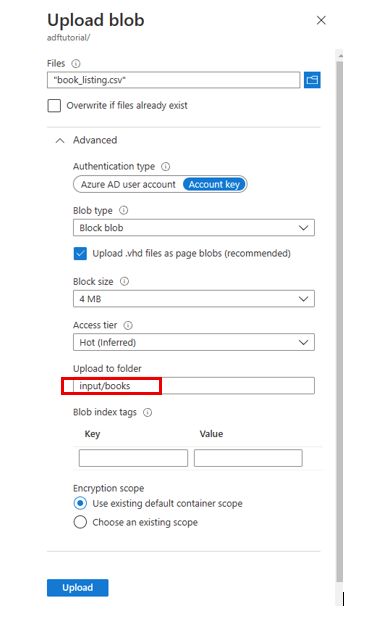 Upload blob
adftutorial/
Files
"book_listing.csv"
Overwrite if files already exist
Advanced
Authentication type
Azure AD user account Account key
Blob type
Block blob
Upload .vhd files as page blobs (recommended)
Block size
4 MB
Access tier
Hot (Inferred)
Upload to folder
input/books
Blob index tags
Key Value
Encryption scope
Use existing default container scope
Choose an existing scope
Upload